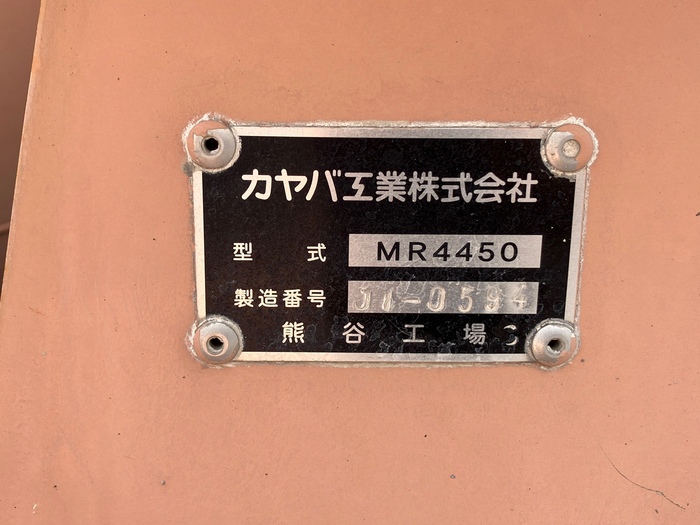 カヤバ工業株式会社
型式 MR4450
製造番号
熊谷工場